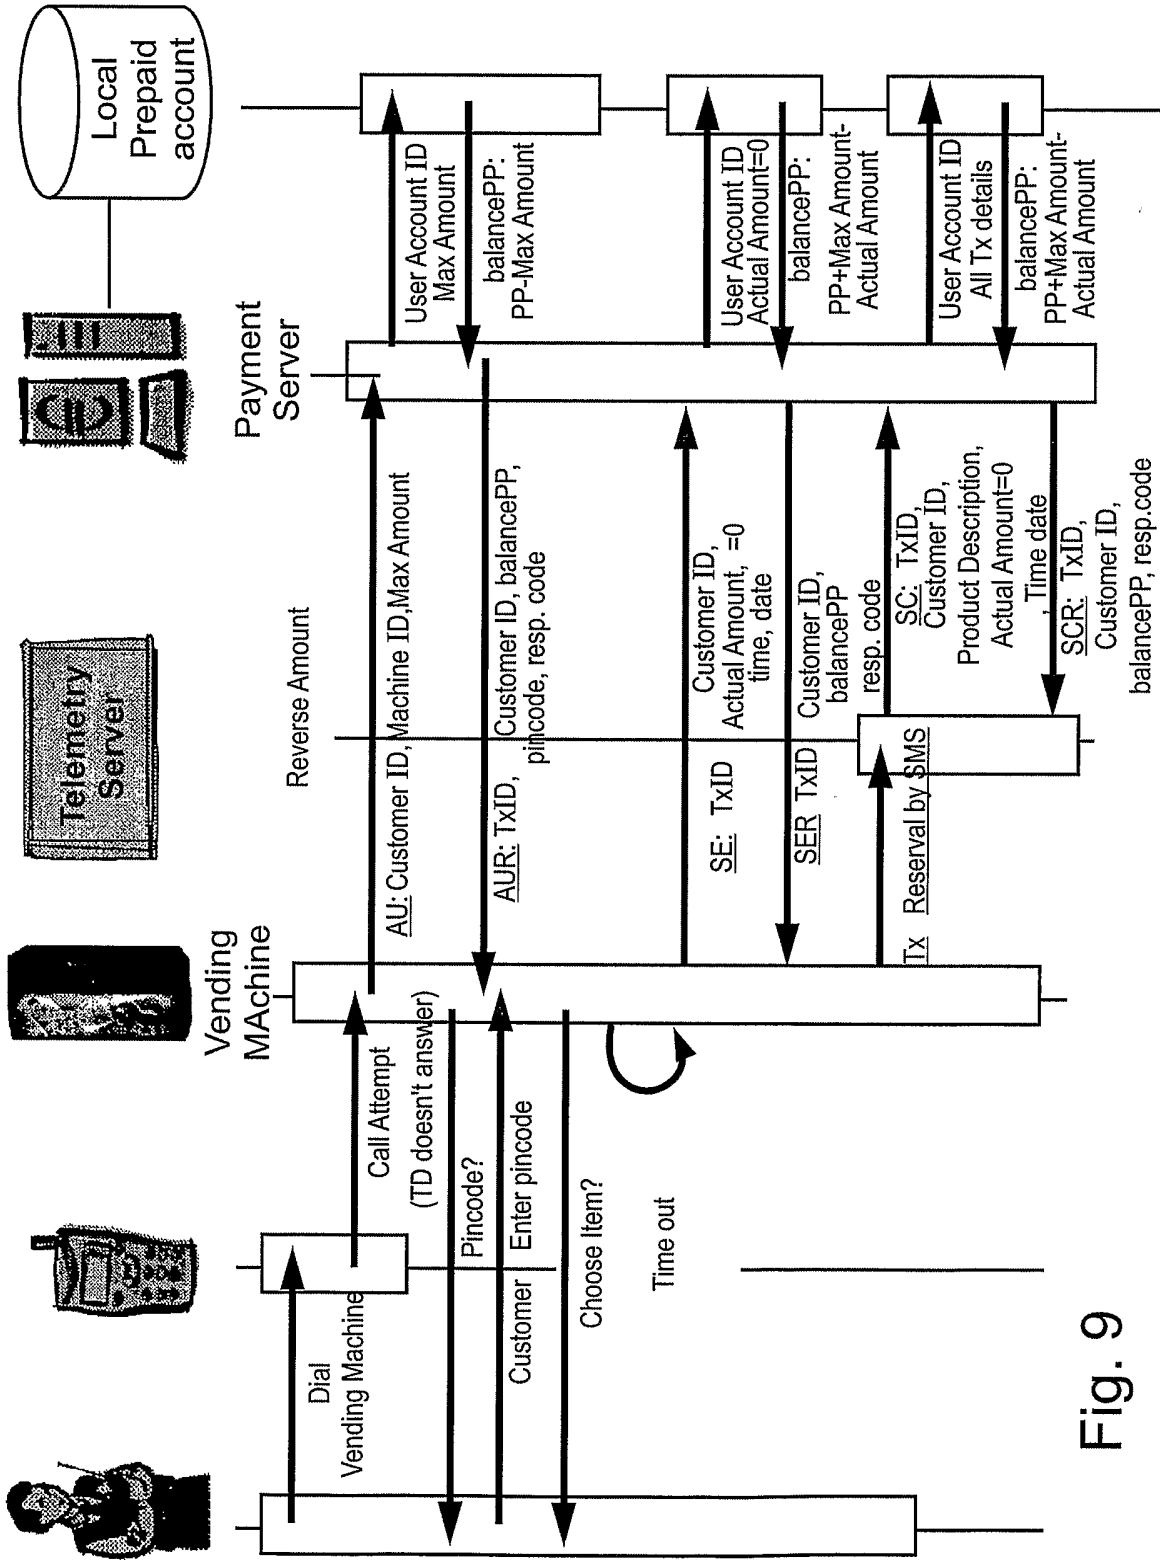 Local
Prepaid
account
Payment
Server
Telemetry
Server
Vending
MAchine
Reverse Amount
Dial
Vending Machine
Call Attempt
(TD doesn't answer)
AU: Customer ID, Machine ID,Max Amount
User Account ID
Max Amount
balancePP:
PP-Max Amount
AUR: TxID, Customer ID, balancePP,
pincode, resp. code
Pincode?
Customer Enter pincode
Choose Item?
Time out
SE: TxID
Customer ID,
Actual Amount, =0
time, date
User Account ID
Actual Amount=0
balancePP:
PP+Max Amount-
Actual Amount
SER TxID
Customer ID,
balancePP
resp. code
Tx Reserval by SMS
SC: TxID,
Customer ID,
Product Description,
Actual Amount=0
, Time date
User Account ID
All Tx details
balancePP:
PP+Max Amount-
Actual Amount
SCR: TxID,
Customer ID,
balancePP, resp.code
Fig. 9